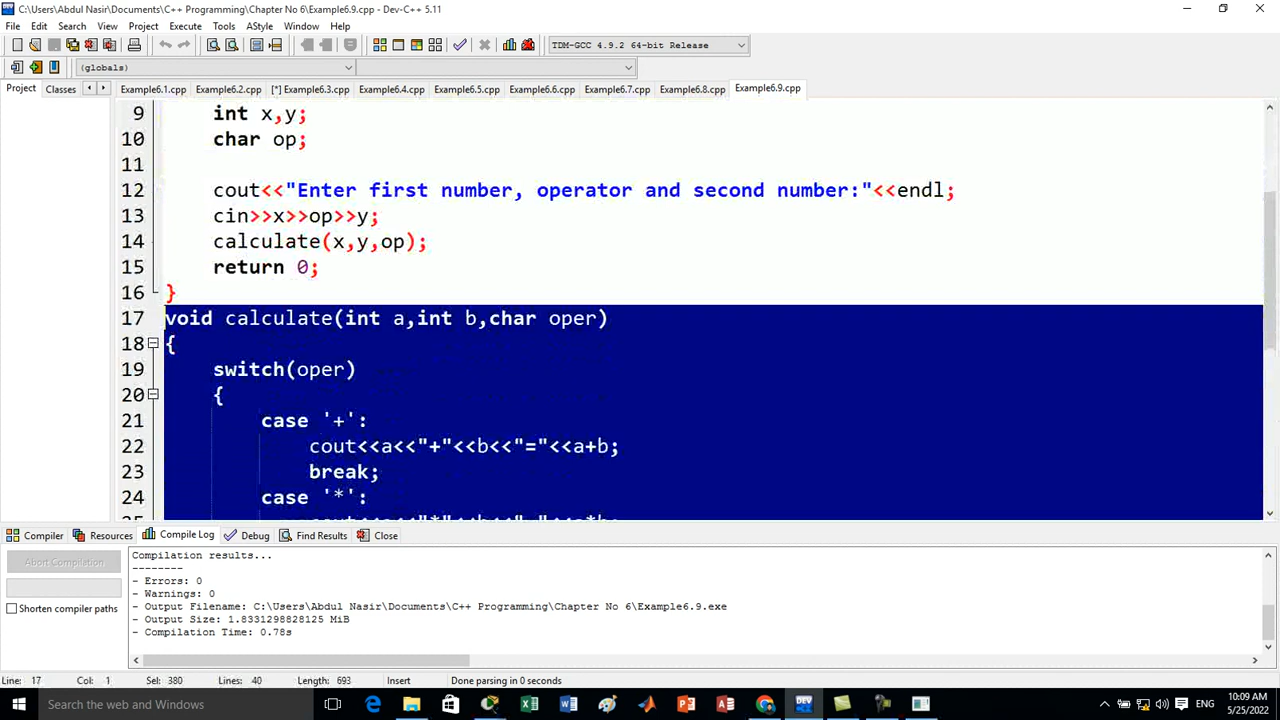 C:\Users\Abdul Nasir\Documents\C++ Programming\Chapter No 6\Example6.9.cpp - Dev-C++ 5.11
File Edit Search View Project Execute Tools AStyle Window Help
TDM-GCC 4.9.2 64-bit Release
(globals)
Project Classes Example6.1.cpp Example6.2.cpp [*] Example6.3.cpp Example6.4.cpp Example6.5.cpp Example6.6.cpp Example6.7.cpp Example6.8.cpp Example6.9.cpp
9 int x,y;
10 char op;
11
12 cout<<"Enter first number, operator and second number:"<<endl;
13 cin>>x>>op>>y;
14 calculate(x,y,op);
15 return 0;
16 }
17 void calculate(int a,int b,char oper)
18 {
19 switch(oper)
20 {
21 case '+':
22 cout<<a<<"+"<<b<<"="<<a+b;
23 break;
24 case '*':
Compiler Resources Compile Log Debug Find Results Close
Abort Compilation
Shorten compiler paths
Compilation results...
--------
- Errors: 0
- Warnings: 0
- Output Filename: C:\Users\Abdul Nasir\Documents\C++ Programming\Chapter No 6\Example6.9.exe
- Output Size: 1.8331298828125 MiB
- Compilation Time: 0.78s
Line: 17 Col: 1 Sel: 380 Lines: 40 Length: 693 Insert Done parsing in 0 seconds
Search the web and Windows
ENG
10:09 AM
5/25/2022